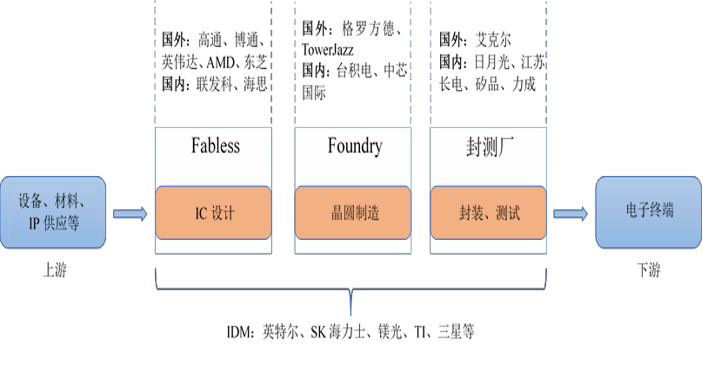 国外：高通、博通、
英伟达、AMD、东芝
国内：联发科、海思
国外：格罗方德、
TowerJazz
国内：台积电、中芯
国际
国外：艾克尔
国内：日月光、江苏
长电、矽品、力成
Fabless
Foundry
封测厂
设备、材料、
IP 供应等
IC 设计
晶圆制造
封装、测试
电子终端
上游
下游
IDM：英特尔、SK 海力士、镁光、TI、三星等